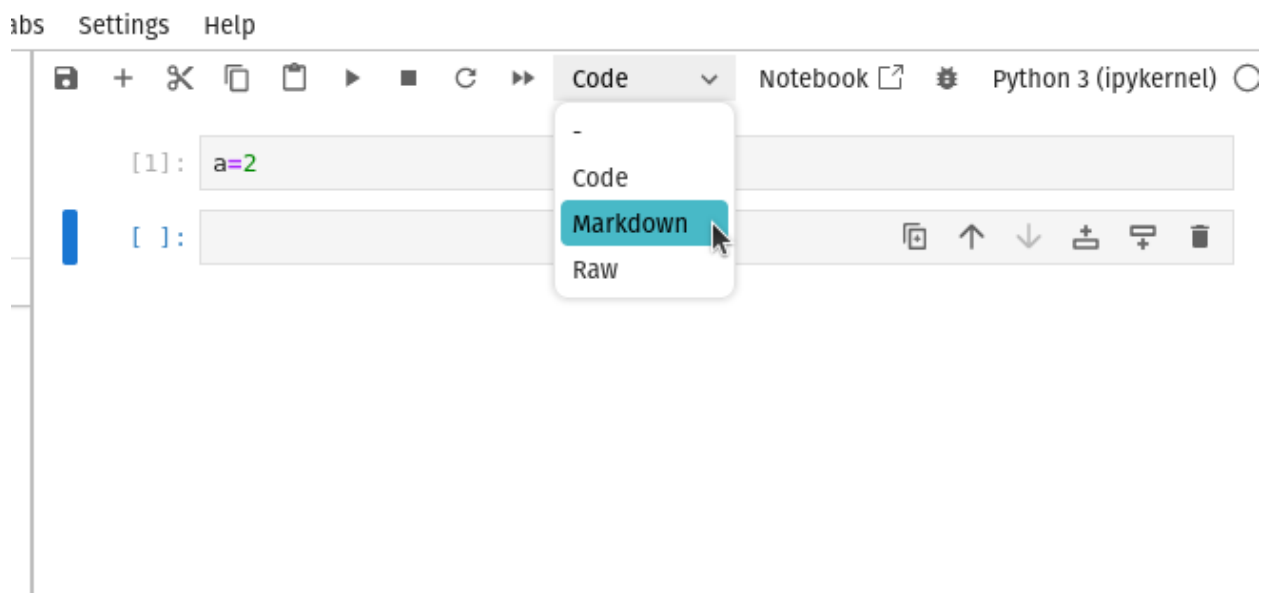 abs Settings Help
Code Notebook Python 3 (ipykernel)
-
[1]: a=2
Code
[ ]:
Markdown
Raw